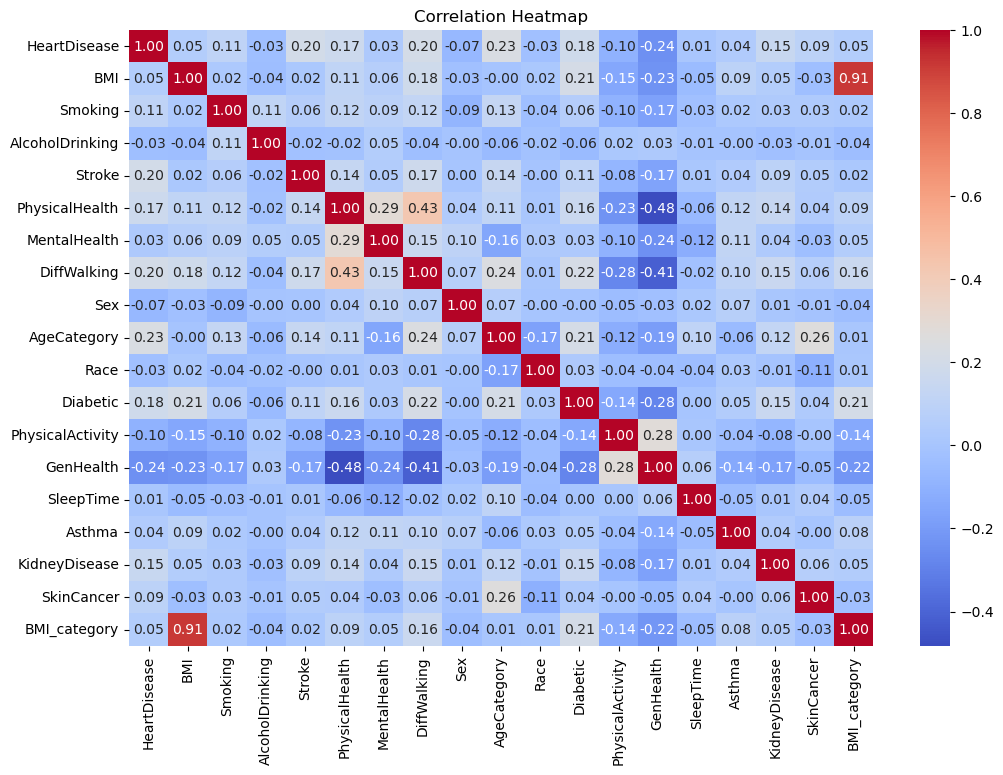 Correlation Heatmap
HeartDisease 1.00 0.05 0.11 -0.03 0.20 0.17 0.03 0.20 -0.07 0.23 -0.03 0.18 -0.10 -0.24 0.01 0.04 0.15 0.09 0.05
BMI 0.05 1.00 0.02 -0.04 0.02 0.11 0.06 0.18 -0.03 -0.00 0.02 0.21 -0.15 -0.23 -0.05 0.09 0.05 -0.03 0.91
Smoking 0.11 0.02 1.00 0.11 0.06 0.12 0.09 0.12 -0.09 0.13 -0.04 0.06 -0.10 -0.17 -0.03 0.02 0.03 0.03 0.02
AlcoholDrinking -0.03 -0.04 0.11 1.00 -0.02 -0.02 0.05 -0.04 -0.00 -0.06 -0.02 -0.06 0.02 0.03 -0.01 -0.00 -0.03 -0.01 -0.04
Stroke 0.20 0.02 0.06 -0.02 1.00 0.14 0.05 0.17 0.00 0.14 -0.00 0.11 -0.08 -0.17 0.01 0.04 0.09 0.05 0.02
PhysicalHealth 0.17 0.11 0.12 -0.02 0.14 1.00 0.29 0.43 0.04 0.11 0.01 0.16 -0.23 -0.48 -0.06 0.12 0.14 0.04 0.09
MentalHealth 0.03 0.06 0.09 0.05 0.05 0.29 1.00 0.15 0.10 -0.16 0.03 0.03 -0.10 -0.24 -0.12 0.11 0.04 -0.03 0.05
DiffWalking 0.20 0.18 0.12 -0.04 0.17 0.43 0.15 1.00 0.07 0.24 0.01 0.22 -0.28 -0.41 -0.02 0.10 0.15 0.06 0.16
Sex -0.07 -0.03 -0.09 -0.00 0.00 0.04 0.10 0.07 1.00 0.07 -0.00 -0.00 -0.05 -0.03 0.02 0.07 0.01 -0.01 -0.04
AgeCategory 0.23 -0.00 0.13 -0.06 0.14 0.11 -0.16 0.24 0.07 1.00 -0.17 0.21 -0.12 -0.19 0.10 -0.06 0.12 0.26 0.01
Race -0.03 0.02 -0.04 -0.02 -0.00 0.01 0.03 0.01 -0.00 -0.17 1.00 0.03 -0.04 -0.04 -0.04 0.03 -0.01 -0.11 0.01
Diabetic 0.18 0.21 0.06 -0.06 0.11 0.16 0.03 0.22 -0.00 0.21 0.03 1.00 -0.14 -0.28 0.00 0.05 0.15 0.04 0.21
PhysicalActivity -0.10 -0.15 -0.10 0.02 -0.08 -0.23 -0.10 -0.28 -0.05 -0.12 -0.04 -0.14 1.00 0.28 0.00 -0.04 -0.08 -0.00 -0.14
GenHealth -0.24 -0.23 -0.17 0.03 -0.17 -0.48 -0.24 -0.41 -0.03 -0.19 -0.04 -0.28 0.28 1.00 0.06 -0.14 -0.17 -0.05 -0.22
SleepTime 0.01 -0.05 -0.03 -0.01 0.01 -0.06 -0.12 -0.02 0.02 0.10 -0.04 0.00 0.00 0.06 1.00 -0.05 0.01 0.04 -0.05
Asthma 0.04 0.09 0.02 -0.00 0.04 0.12 0.11 0.10 0.07 -0.06 0.03 0.05 -0.04 -0.14 -0.05 1.00 0.04 -0.00 0.08
KidneyDisease 0.15 0.05 0.03 -0.03 0.09 0.14 0.04 0.15 0.01 0.12 -0.01 0.15 -0.08 -0.17 0.01 0.04 1.00 0.06 0.05
SkinCancer 0.09 -0.03 0.03 -0.01 0.05 0.04 -0.03 0.06 -0.01 0.26 -0.11 0.04 -0.00 -0.05 0.04 -0.00 0.06 1.00 -0.03
BMI_category 0.05 0.91 0.02 -0.04 0.02 0.09 0.05 0.16 -0.04 0.01 0.01 0.21 -0.14 -0.22 -0.05 0.08 0.05 -0.03 1.00
HeartDisease
BMI
Smoking
AlcoholDrinking
Stroke
PhysicalHealth
MentalHealth
DiffWalking
Sex
AgeCategory
Race
Diabetic
PhysicalActivity
GenHealth
SleepTime
Asthma
KidneyDisease
SkinCancer
BMI_category
1.0
0.8
0.6
0.4
0.2
0.0
−0.2
−0.4